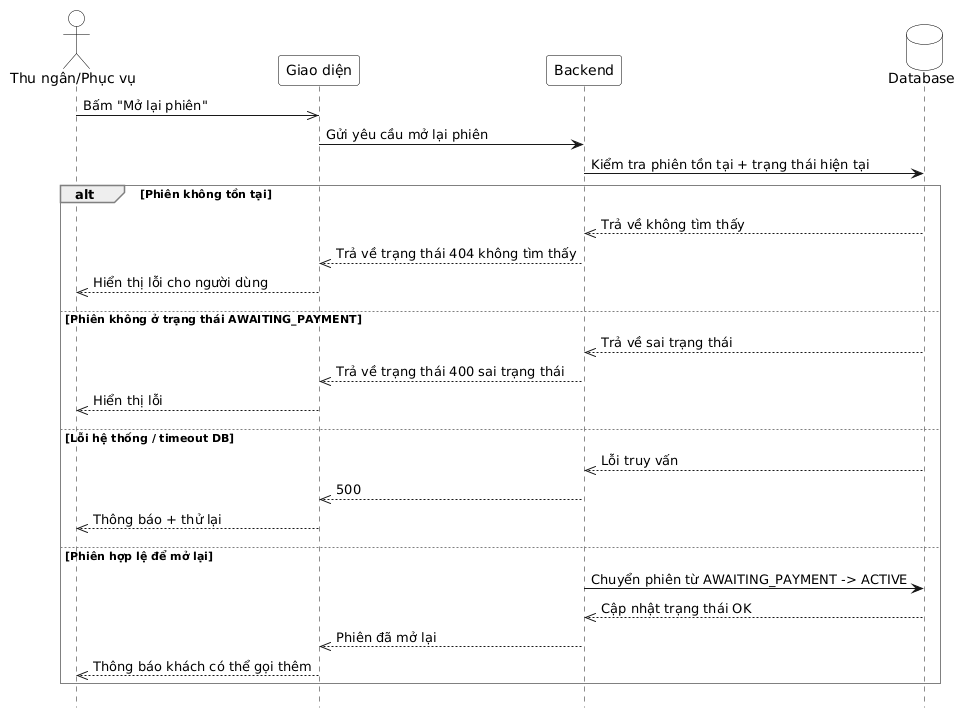 Thu ngân/Phục vụ
Giao diện
Backend
Database
Bấm "Mở lại phiên"
Gửi yêu cầu mở lại phiên
Kiểm tra phiên tồn tại + trạng thái hiện tại
alt
[Phiên không tồn tại]
Trả về không tìm thấy
Trả về trạng thái 404 không tìm thấy
Hiển thị lỗi cho người dùng
[Phiên không ở trạng thái AWAITING_PAYMENT]
Trả về sai trạng thái
Trả về trạng thái 400 sai trạng thái
Hiển thị lỗi
[Lỗi hệ thống / timeout DB]
Lỗi truy vấn
500
Thông báo + thử lại
[Phiên hợp lệ để mở lại]
Chuyển phiên từ AWAITING_PAYMENT -> ACTIVE
Cập nhật trạng thái OK
Phiên đã mở lại
Thông báo khách có thể gọi thêm